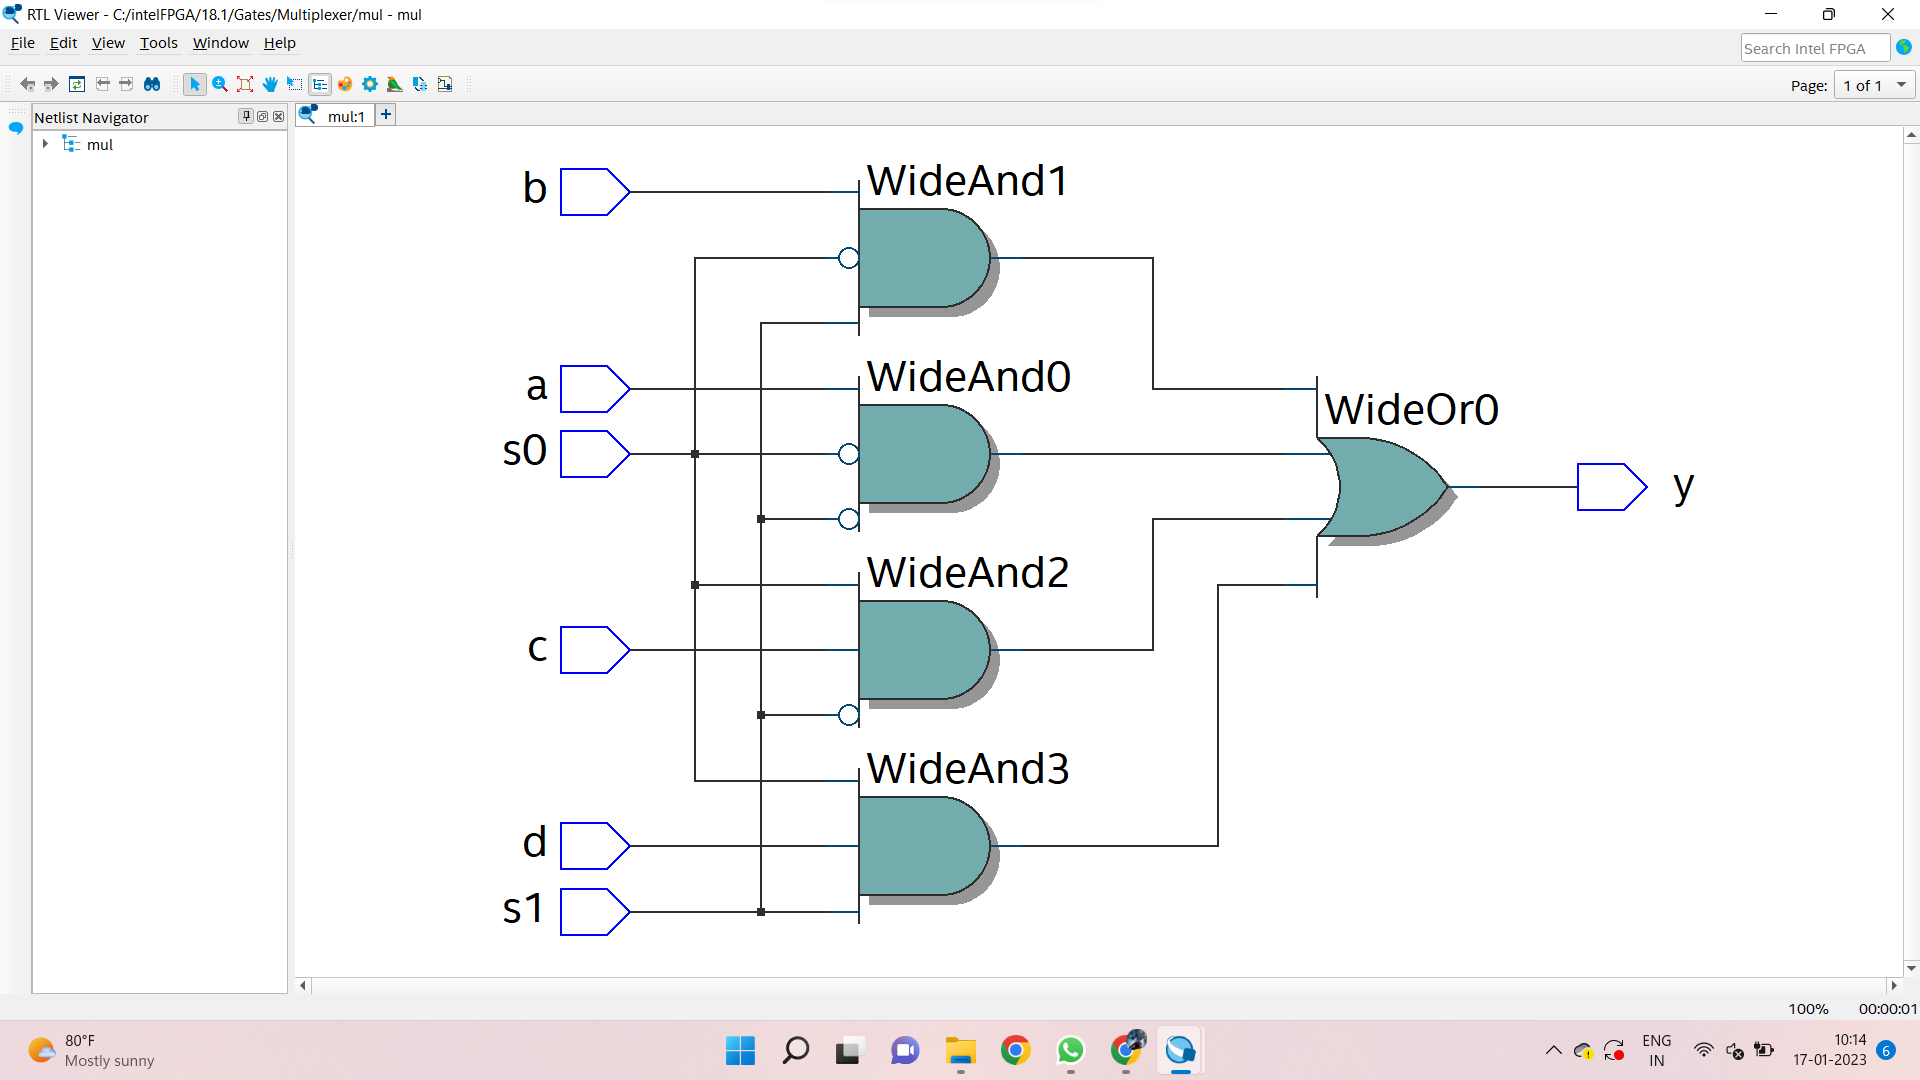 RTL Viewer - C:/intelFPGA/18.1/Gates/Multiplexer/mul - mul
File Edit View Tools Window Help
Search Intel FPGA
Page: 1 of 1
Netlist Navigator
mul:1
mul
b
WideAnd1
a
WideAnd0
s0
WideOr0
y
WideAnd2
c
WideAnd3
d
s1
100% 00:00:01
80°F
Mostly sunny
ENG
IN
10:14
17-01-2023
6